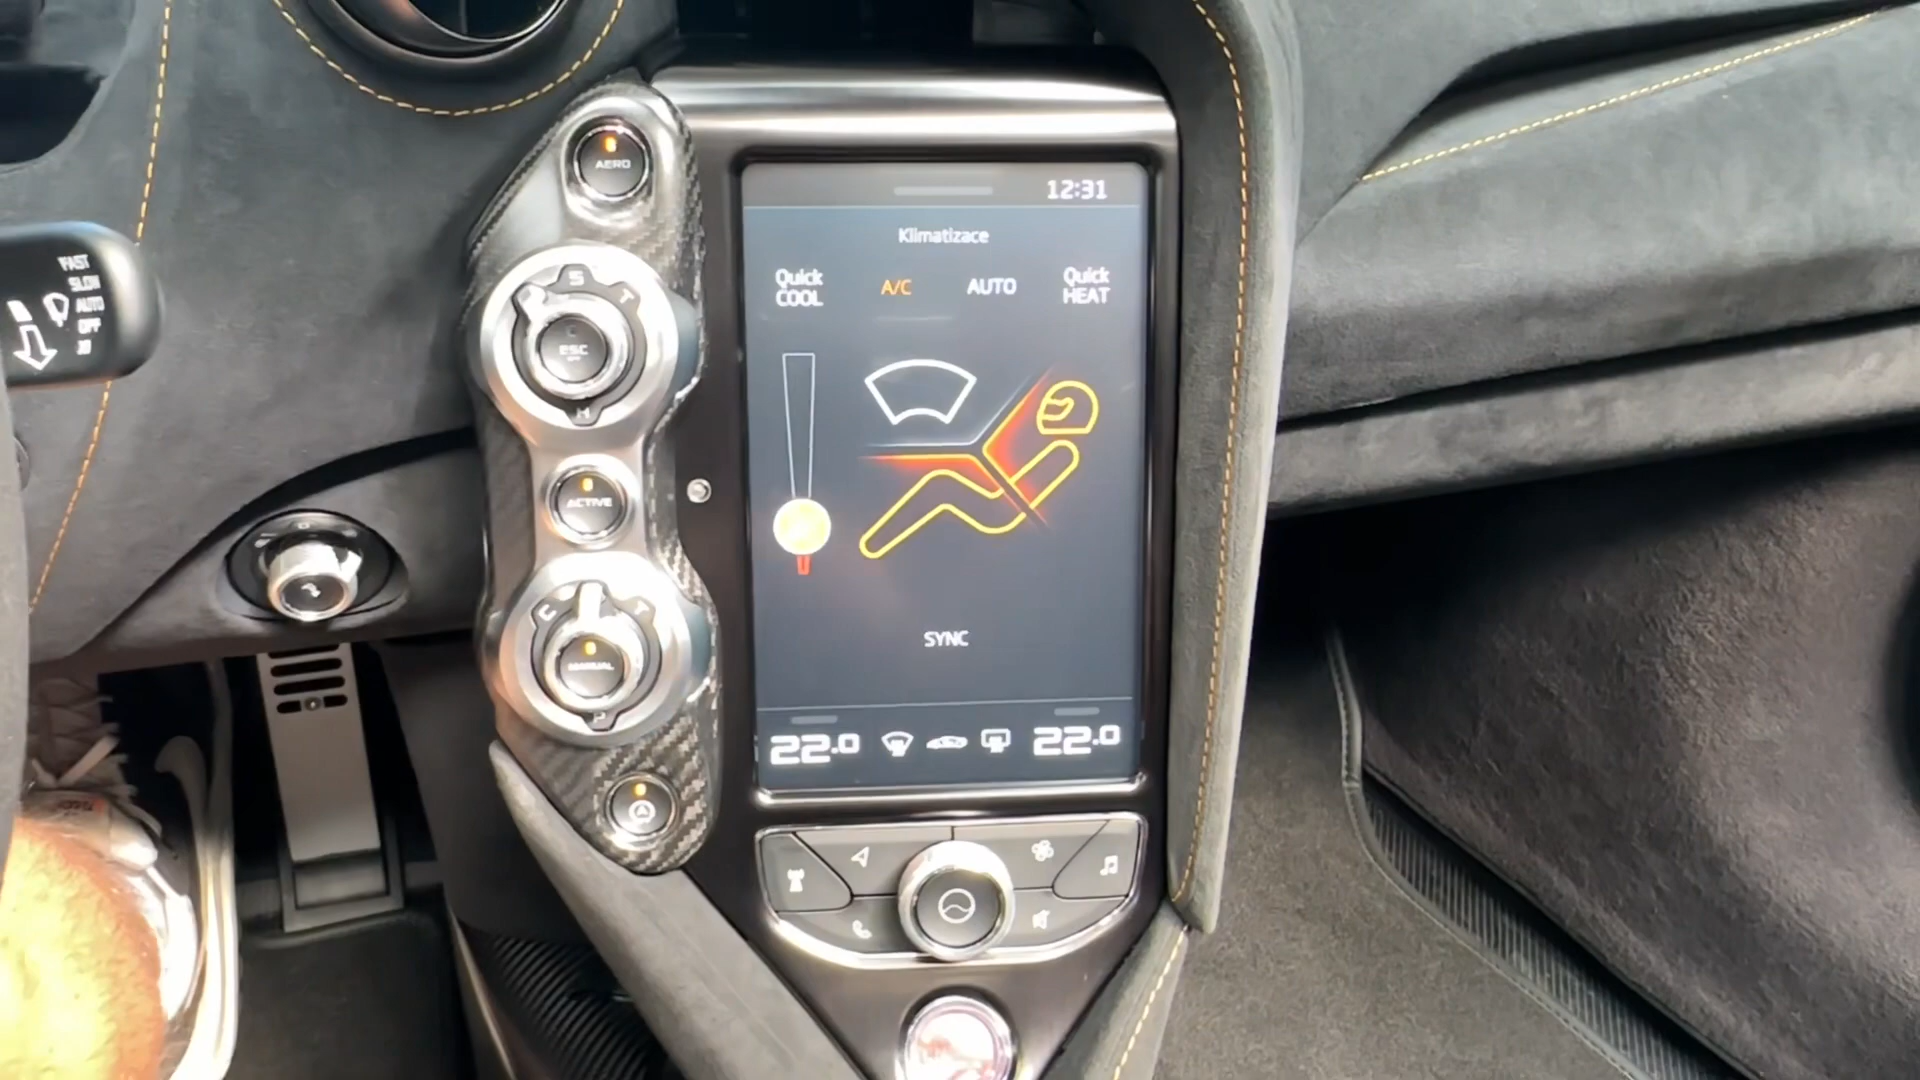 FAST
SLOW
AUTO
OFF
AERO
S
T
ESC
OFF
H
ACTIVE
C
T
MANUAL
P
12:31
Klimatizace
Quick
COOL
A/C
AUTO
Quick
HEAT
SYNC
22.0
22.0